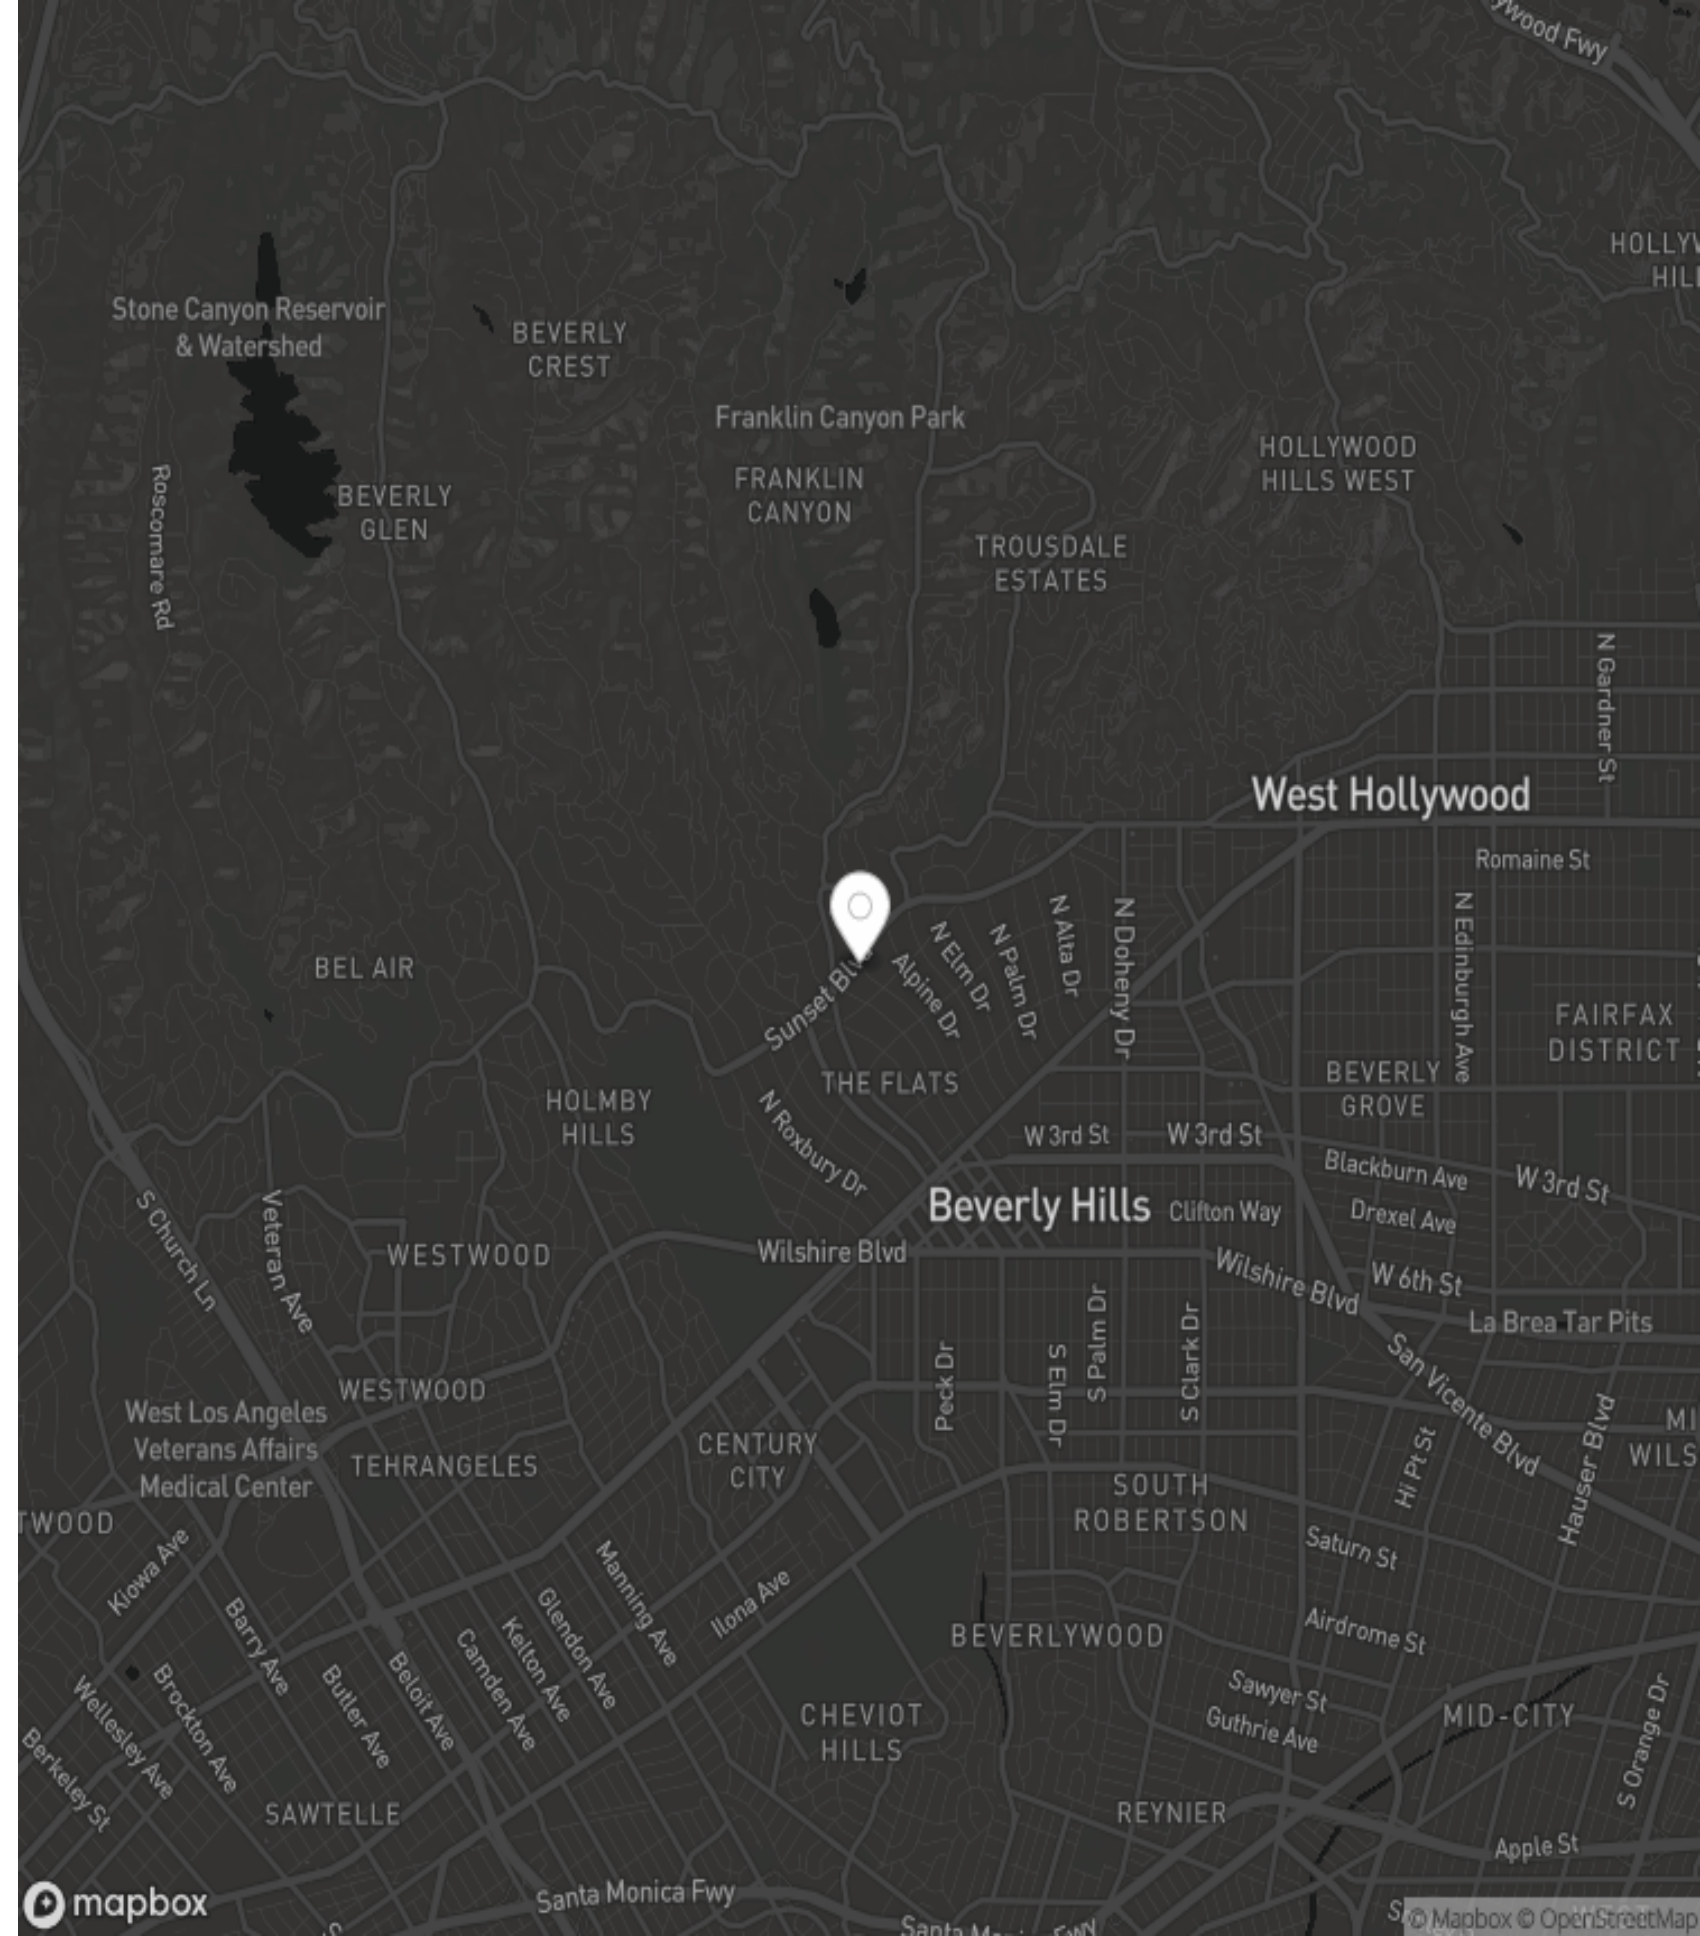 ywood Fwy
HOLLYW
HILL
Stone Canyon Reservoir
& Watershed
BEVERLY
CREST
Franklin Canyon Park
HOLLYWOOD
HILLS WEST
FRANKLIN
CANYON
BEVERLY
GLEN
Roscomare Rd
TROUSDALE
ESTATES
N Gardner St
West Hollywood
Romaine St
N Edinburgh Ave
N Doheny Dr
N Alta Dr
N Palm Dr
N Elm Dr
Alpine Dr
Sunset Blv
BEL AIR
FAIRFAX
DISTRICT
BEVERLY
GROVE
THE FLATS
HOLMBY
HILLS
N Roxbury Dr
W 3rd St
W 3rd St
Blackburn Ave
W 3rd St
Beverly Hills
Clifton Way
Drexel Ave
S Church Ln
Veteran Ave
WESTWOOD
Wilshire Blvd
Wilshire Blvd
W 6th St
La Brea Tar Pits
Peck Dr
S Elm Dr
S Palm Dr
S Clark Dr
San Vicente Blvd
WESTWOOD
West Los Angeles
Veterans Affairs
Medical Center
TEHRANGELES
CENTURY
CITY
Hi Pt St
Hauser Blvd
MI
WILS
SOUTH
ROBERTSON
TWOOD
Kiowa Ave
Saturn St
Manning Ave
Ilona Ave
Glendon Ave
Kelton Ave
Camden Ave
Barry Ave
Beloit Ave
Butler Ave
Brockton Ave
Wellesley Ave
Berkeley St
BEVERLYWOOD
Airdrome St
Sawyer St
Guthrie Ave
MID-CITY
S Orange Dr
CHEVIOT
HILLS
SAWTELLE
REYNIER
Apple St
mapbox
Santa Monica Fwy
© Mapbox © OpenStreetMap